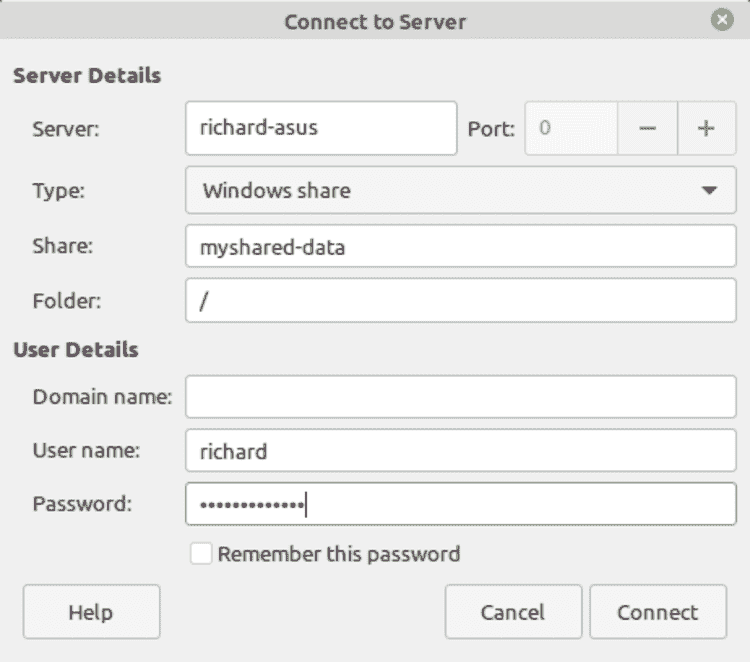 Connect to Server
Server Details
Server: richard-asus Port: 0 − +
Type: Windows share
Share: myshared-data
Folder: /
User Details
Domain name:
User name: richard
Password: •••••••••••••
Remember this password
Help Cancel Connect